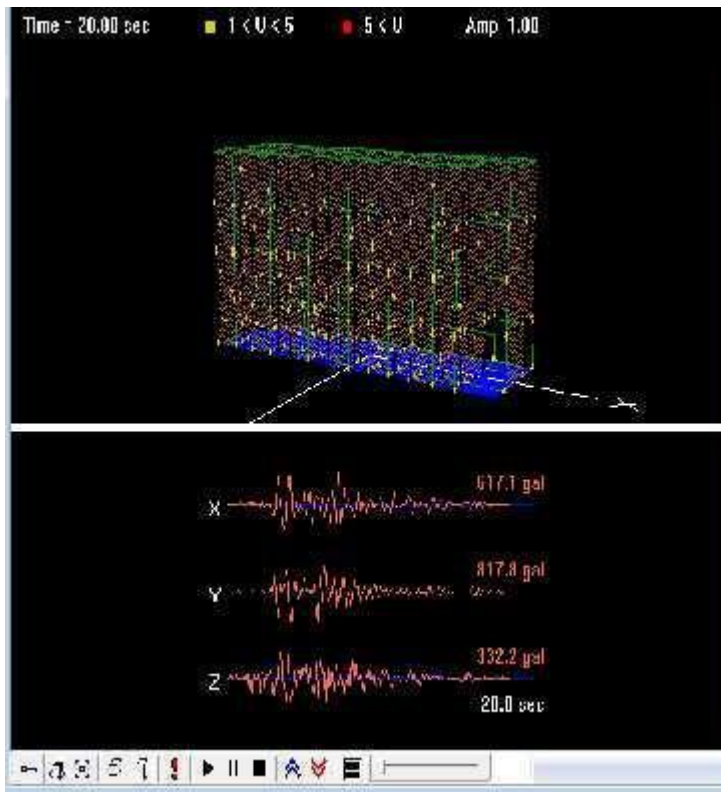 Time = 20.00 sec 1 < U < 5 5 < U Amp 1.00
617.1 gal
X
817.8 gal
Y
332.2 gal
Z
20.0 sec